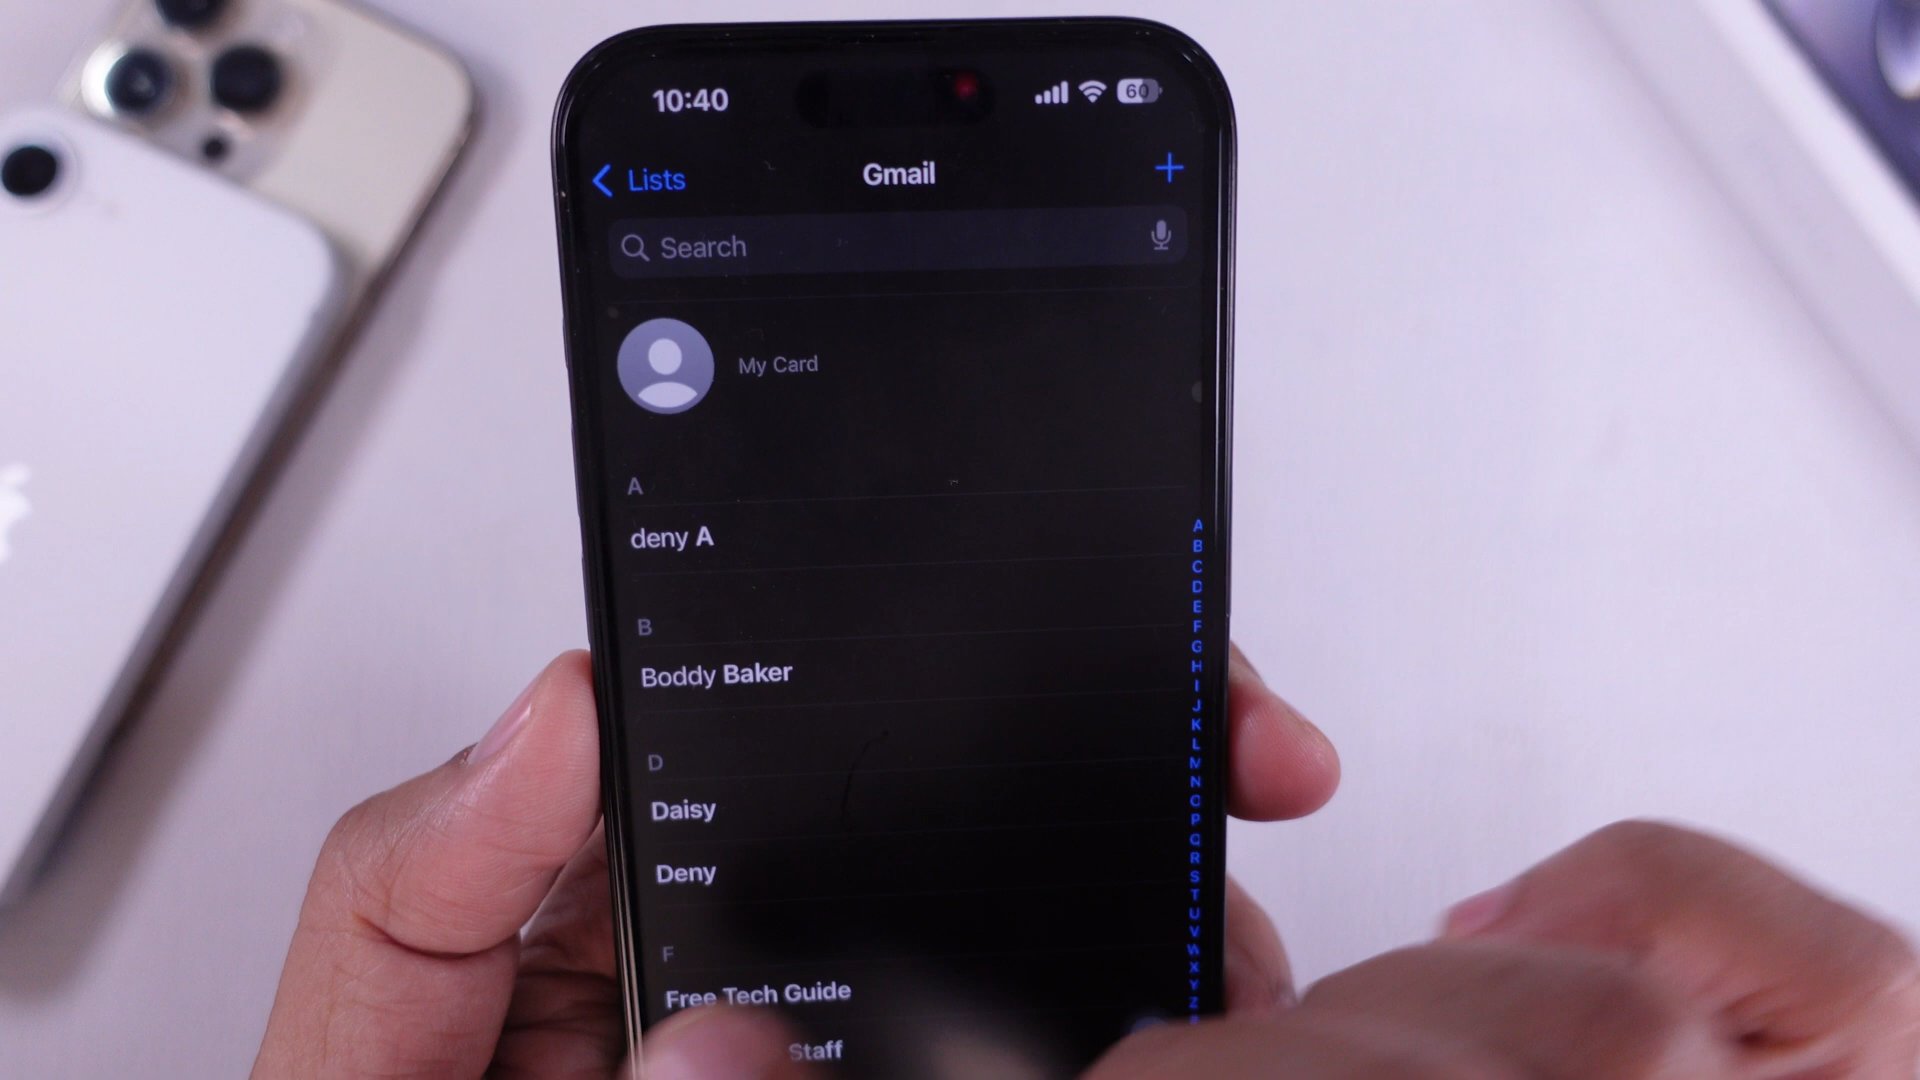 10:40
60
Lists
Gmail
Search
My Card
A
deny A
B
Boddy Baker
D
Daisy
Deny
F
Free Tech Guide
Staff
A
B
C
D
E
F
G
H
I
J
K
L
M
N
O
P
Q
R
S
T
U
V
W
X
Y
Z